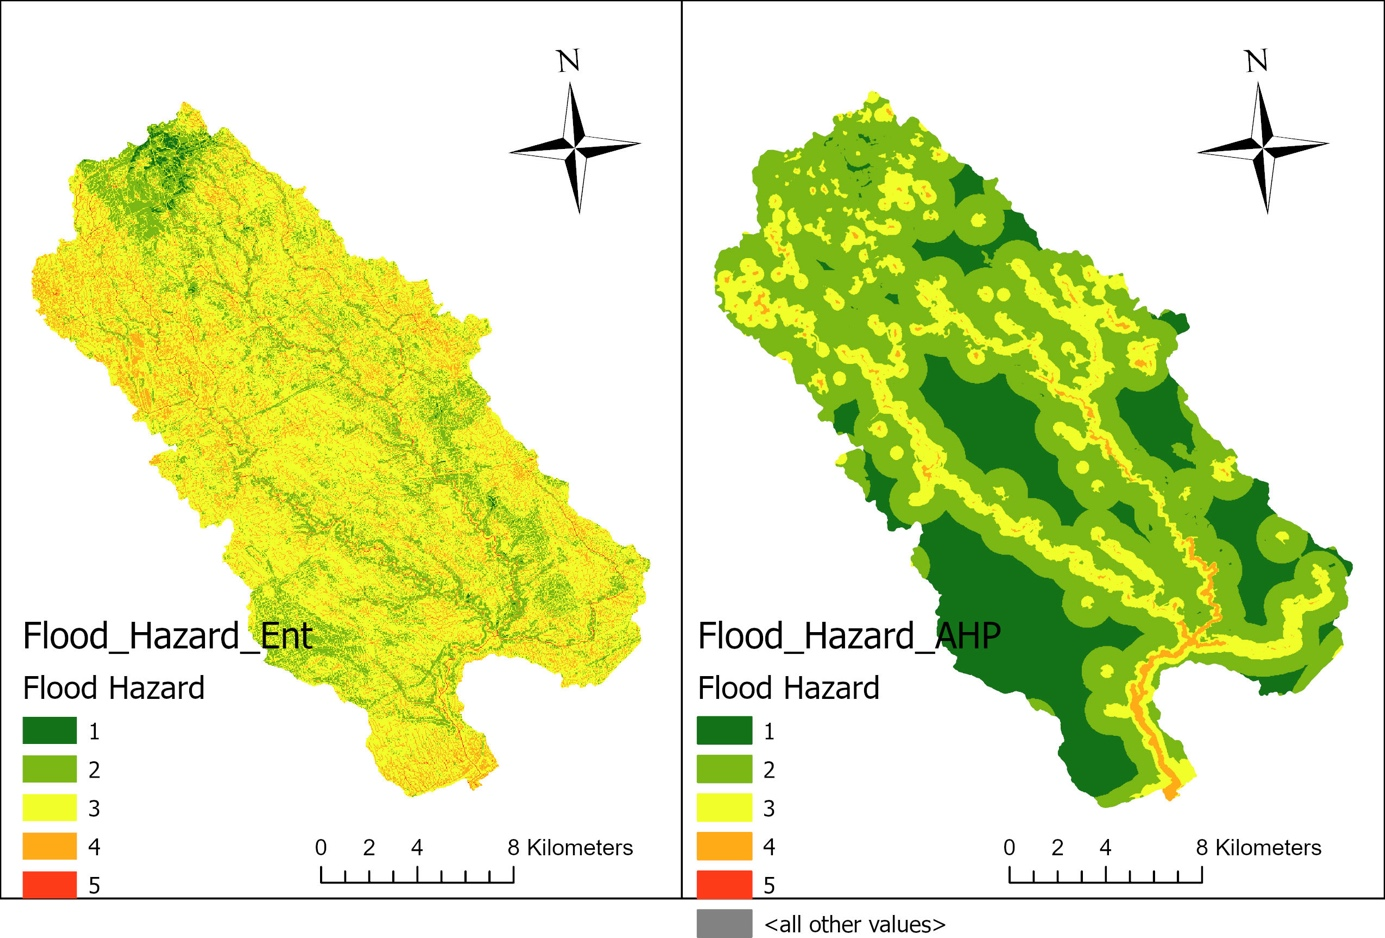 N
Flood_Hazard_Ent
Flood Hazard
1
2
3
4
5
0 2 4 8 Kilometers
N
Flood_Hazard_AHP
Flood Hazard
1
2
3
4
5
<all other values>
0 2 4 8 Kilometers